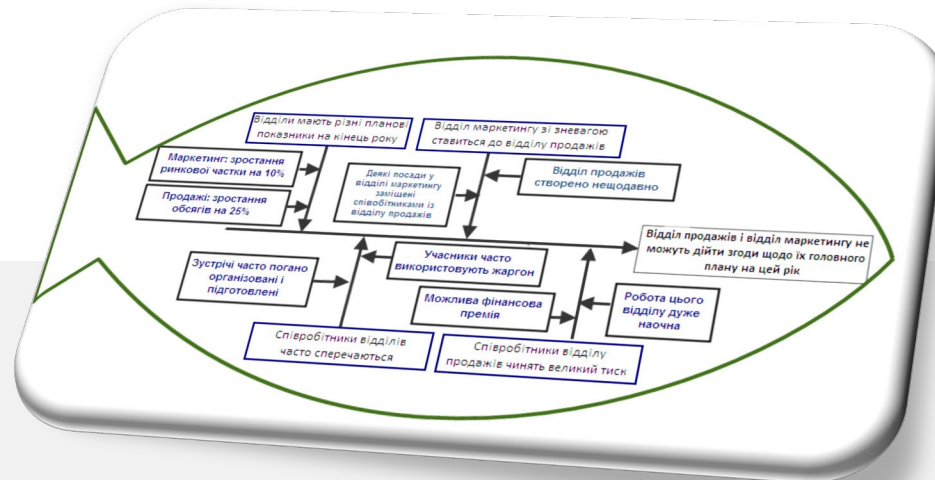 Відділи мають різні планові
показники на кінець року
Відділ маркетингу зі зневагою
ставиться до відділу продажів
Маркетинг: зростання
ринкової частки на 10%
Деякі посади у
відділі маркетингу
заміщені
співробітниками із
відділу продажів
Відділ продажів
створено нещодавно
Продажі: зростання
обсягів на 25%
Відділ продажів і відділ маркетингу не
можуть дійти згоди щодо їх головного
плану на цей рік
Зустрічі часто погано
організовані і
підготовлені
Учасники часто
використовують жаргон
Можлива фінансова
премія
Робота цього
відділу дуже
наочна
Співробітники відділів
часто сперечаються
Співробітники відділу
продажів чинять великий тиск